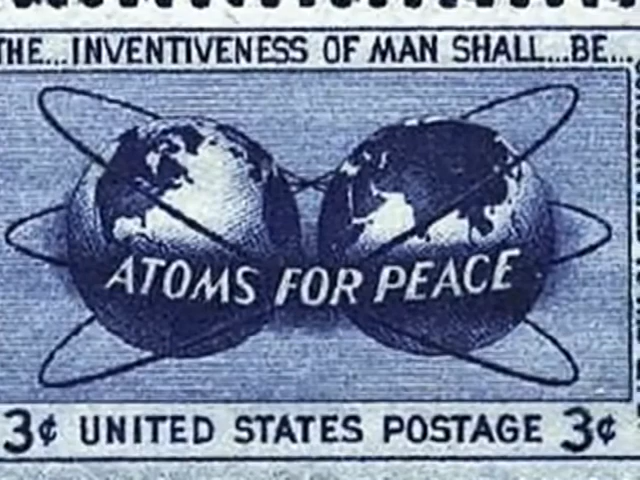 THE...INVENTIVENESS OF MAN SHALL...BE...
ATOMS FOR PEACE
3¢ UNITED STATES POSTAGE 3¢